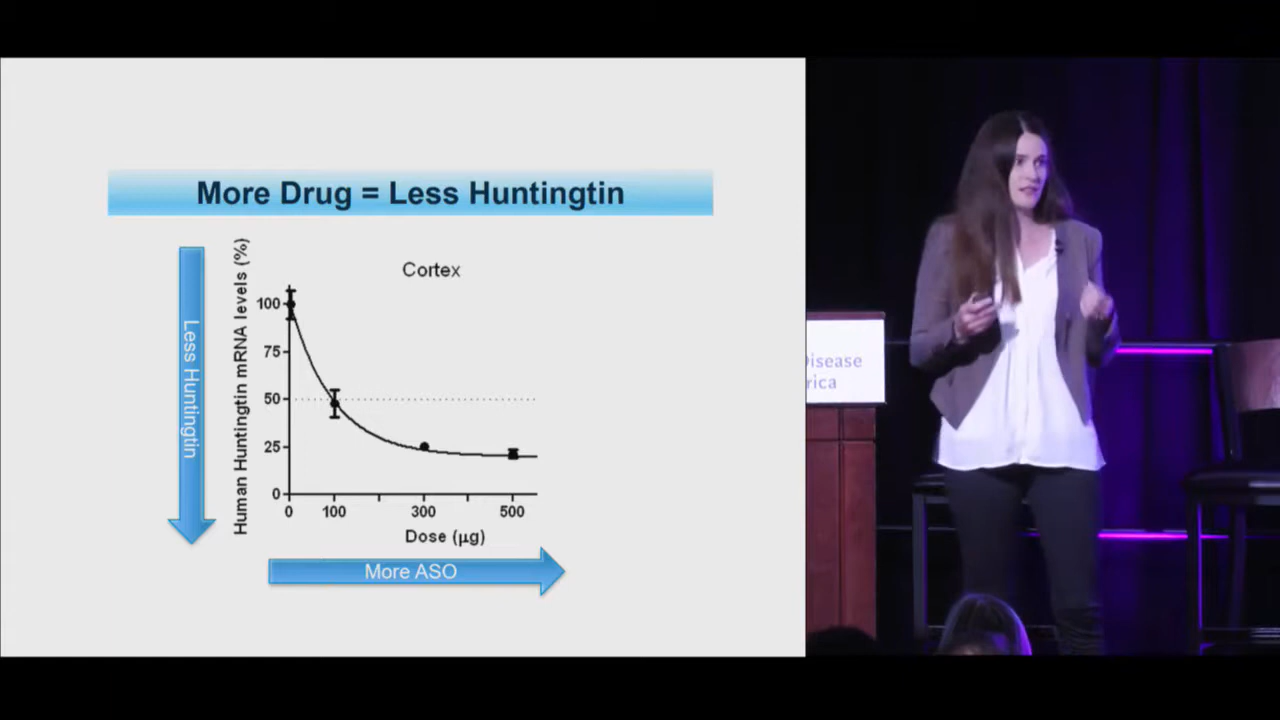 More Drug = Less Huntingtin
Less Huntingtin
Human Huntingtin mRNA levels (%)
Cortex
100
75
50
25
0
0 100 300 500
Dose (µg)
More ASO
Disease
rica